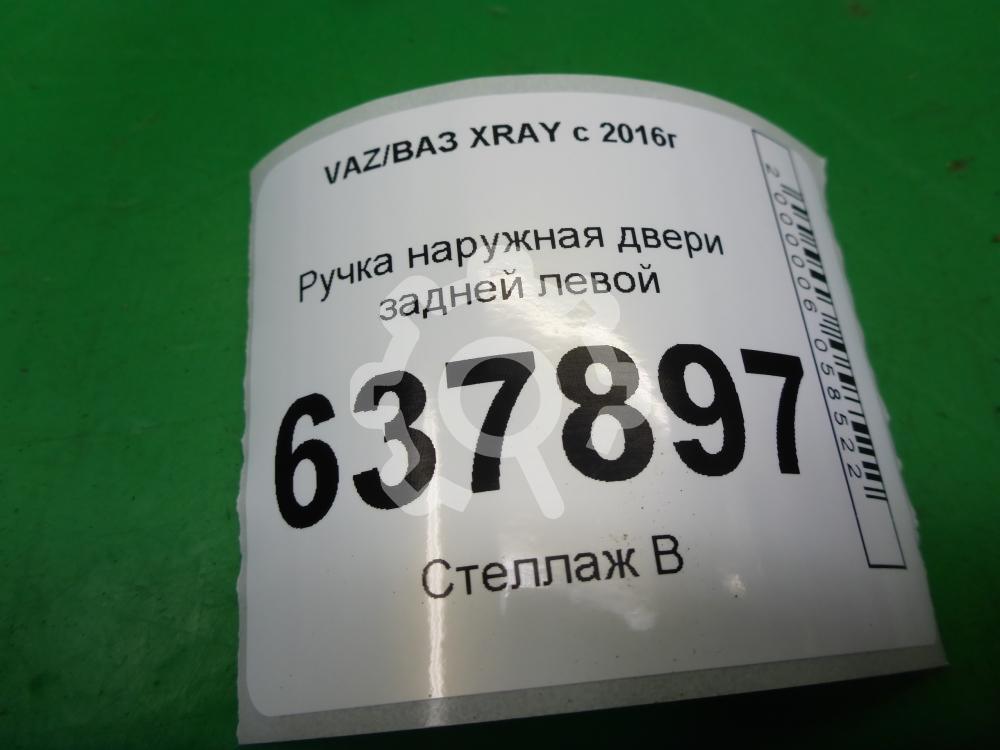 VAZ/ВАЗ XRAY с 2016г
Ручка наружная двери
задней левой
637897
Стеллаж В
2000006058522